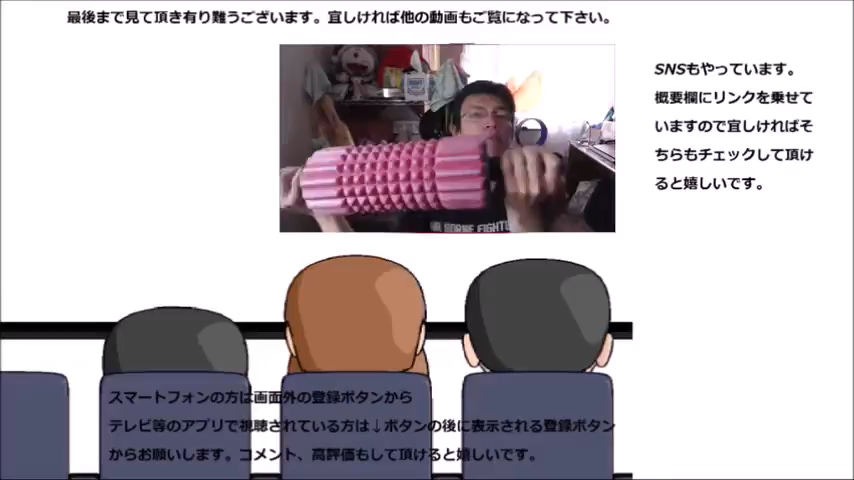 最後まで見て頂き有り難うございます。宜しければ他の動画もご覧になって下さい。
SNSもやっています。
概要欄にリンクを乗せて
いますので宜しければそ
ちらもチェックして頂け
ると嬉しいです。
スマートフォンの方は画面外の登録ボタンから
テレビ等のアプリで視聴されている方は↓ボタンの後に表示される登録ボタン
からお願いします。コメント、高評価もして頂けると嬉しいです。